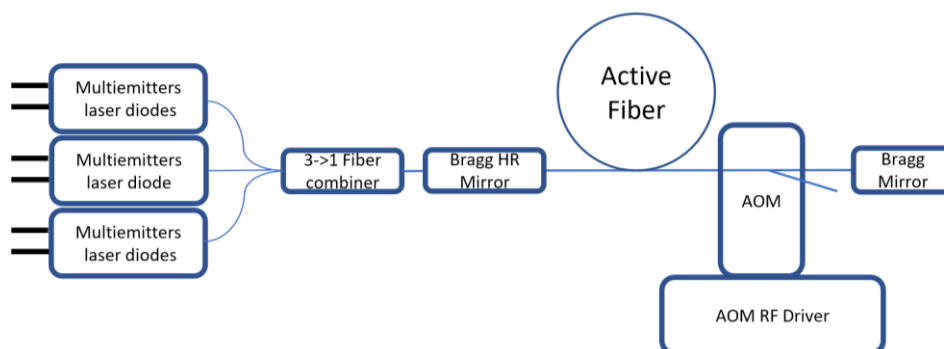 Multiemitters
laser diodes
Multiemitters
laser diode
Multiemitters
laser diodes
3->1 Fiber
combiner
Bragg HR
Mirror
Active
Fiber
AOM
Bragg
Mirror
AOM RF Driver